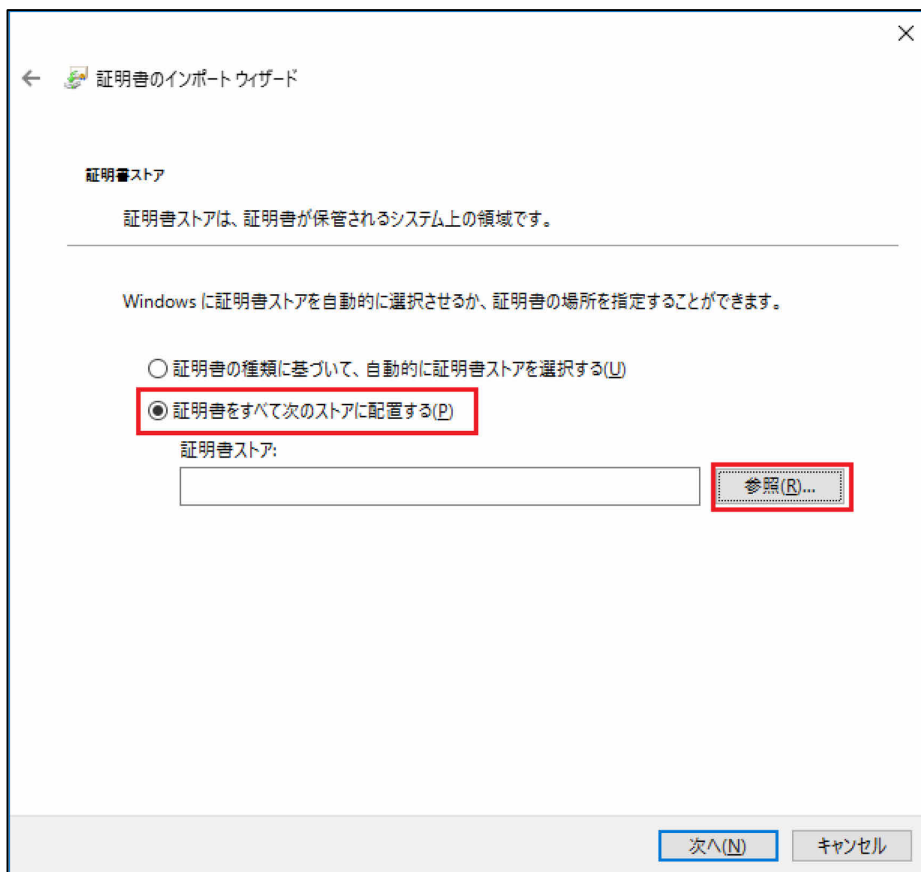 証明書のインポート ウィザード
証明書ストア
証明書ストアは、証明書が保管されるシステム上の領域です。
Windows に証明書ストアを自動的に選択させるか、証明書の場所を指定することができます。
証明書の種類に基づいて、自動的に証明書ストアを選択する(U)
証明書をすべて次のストアに配置する(P)
証明書ストア:
参照(R)...
次へ(N)
キャンセル